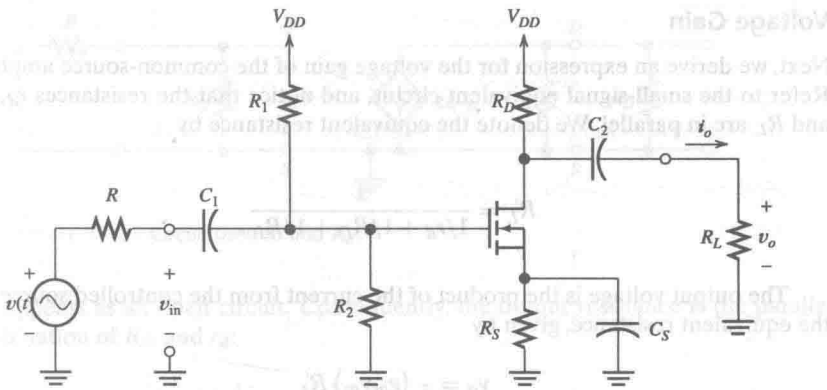 Voltage Gain
Next, we derive an expression for the voltage gain of the common-source amp
Refer to the small-signal equivalent circuit, and notice that the resistances r_d,
and R_L are in parallel. We denote the equivalent resistance by
V_DD
V_DD
R_1
R_D
C_2
i_o
R
C_1
+
v(t)
−
+
v_in
−
R_2
R_S
C_S
R_L
+
v_o
−
The output voltage is the product of the current from the controlled
the equivalent resistance, given by